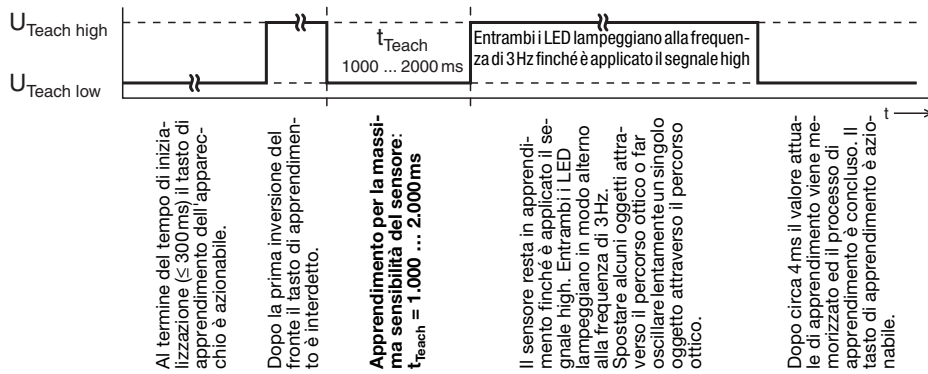 U Teach high
U Teach low
t Teach
1000 ... 2000 ms
Entrambi i LED lampeggiano alla frequen-
za di 3 Hz finché è applicato il segnale high
t
Al termine del tempo di inizia-
lizzazione (≤ 300 ms) il tasto di
apprendimento dell'apparec-
chio è azionabile.
Dopo la prima inversione del
fronte il tasto di apprendimen-
to è interdetto.
Apprendimento per la massi-
ma sensibilità del sensore:
t Teach = 1.000 ... 2.000 ms
Il sensore resta in apprendi-
mento finché è applicato il se-
gnale high. Entrambi i LED
lampeggiano in modo alterno
alla frequenza di 3 Hz.
Spostare alcuni oggetti attra-
verso il percorso ottico o far
oscillare lentamente un singolo
oggetto attraverso il percorso
ottico.
Dopo circa 4 ms il valore attua-
le di apprendimento viene me-
morizzato ed il processo di
apprendimento è concluso. Il
tasto di apprendimento è azio-
nabile.